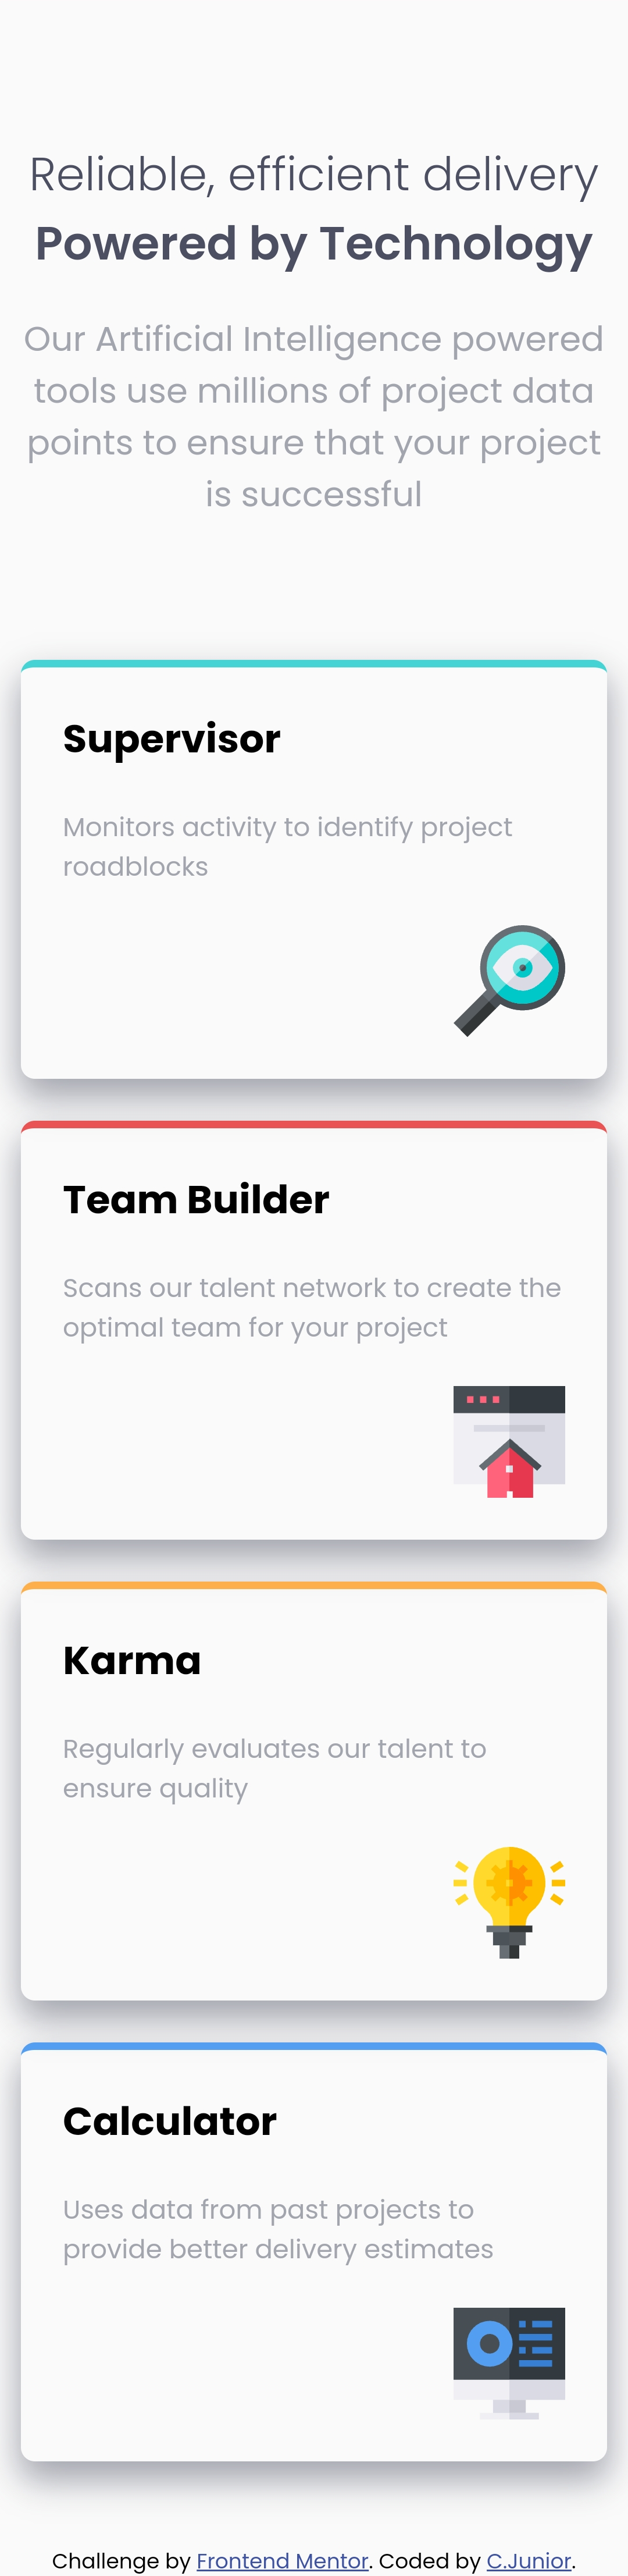 Reliable, efficient delivery
Powered by Technology
Our Artificial Intelligence powered
tools use millions of project data
points to ensure that your project
is successful
Supervisor
Monitors activity to identify project
roadblocks
Team Builder
Scans our talent network to create the
optimal team for your project
Karma
Regularly evaluates our talent to
ensure quality
Calculator
Uses data from past projects to
provide better delivery estimates
Challenge by Frontend Mentor. Coded by C.Junior.